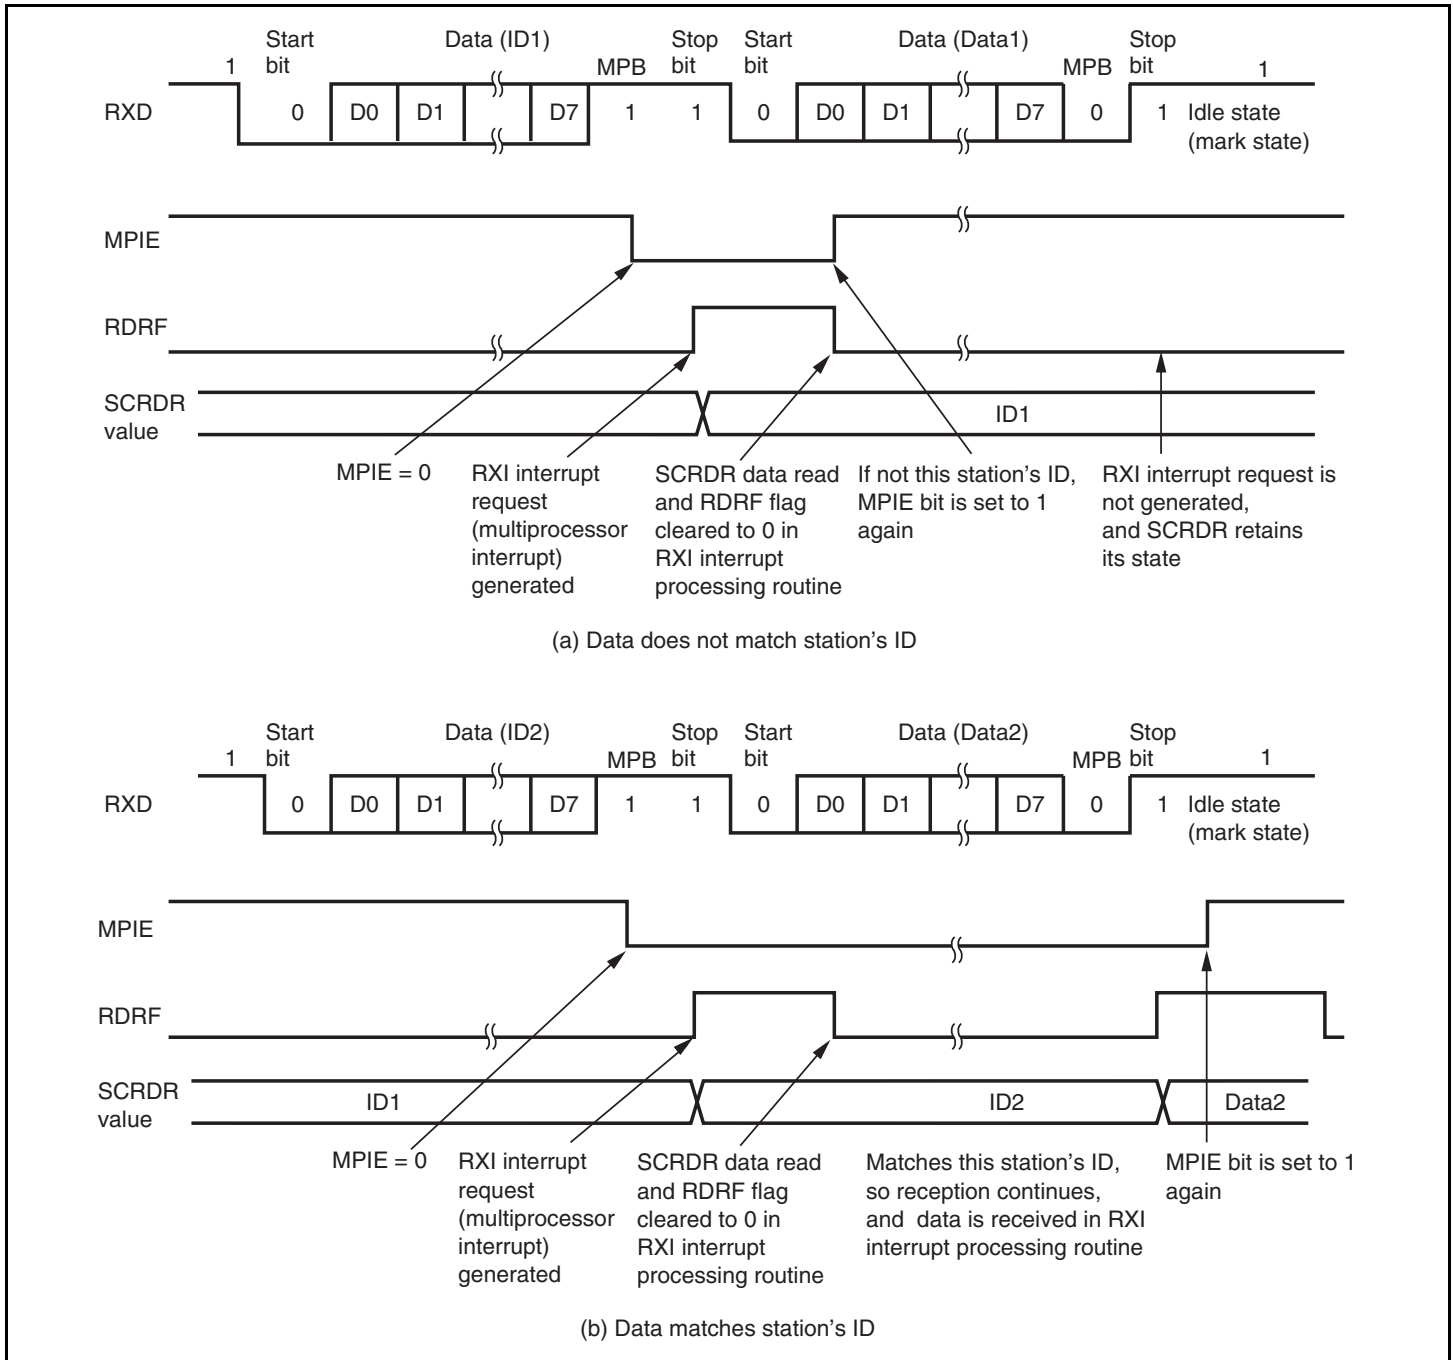 Start Data (ID1) Stop Start Data (Data1) Stop
1 bit MPB bit bit MPB bit 1
RXD 0 D0 D1 D7 1 1 0 D0 D1 D7 0 1 Idle state
(mark state)
MPIE
RDRF
SCRDR
value
ID1
MPIE = 0
RXI interrupt
request
(multiprocessor
interrupt)
generated
SCRDR data read
and RDRF flag
cleared to 0 in
RXI interrupt
processing routine
If not this station's ID,
MPIE bit is set to 1
again
RXI interrupt request is
not generated,
and SCRDR retains
its state
(a) Data does not match station's ID
Start Data (ID2) Stop Start Data (Data2) Stop
1 bit MPB bit bit MPB bit 1
RXD 0 D0 D1 D7 1 1 0 D0 D1 D7 0 1 Idle state
(mark state)
MPIE
RDRF
SCRDR
value
ID1 ID2 Data2
MPIE = 0
RXI interrupt
request
(multiprocessor
interrupt)
generated
SCRDR data read
and RDRF flag
cleared to 0 in
RXI interrupt
processing routine
Matches this station's ID,
so reception continues,
and data is received in RXI
interrupt processing routine
MPIE bit is set to 1
again
(b) Data matches station's ID